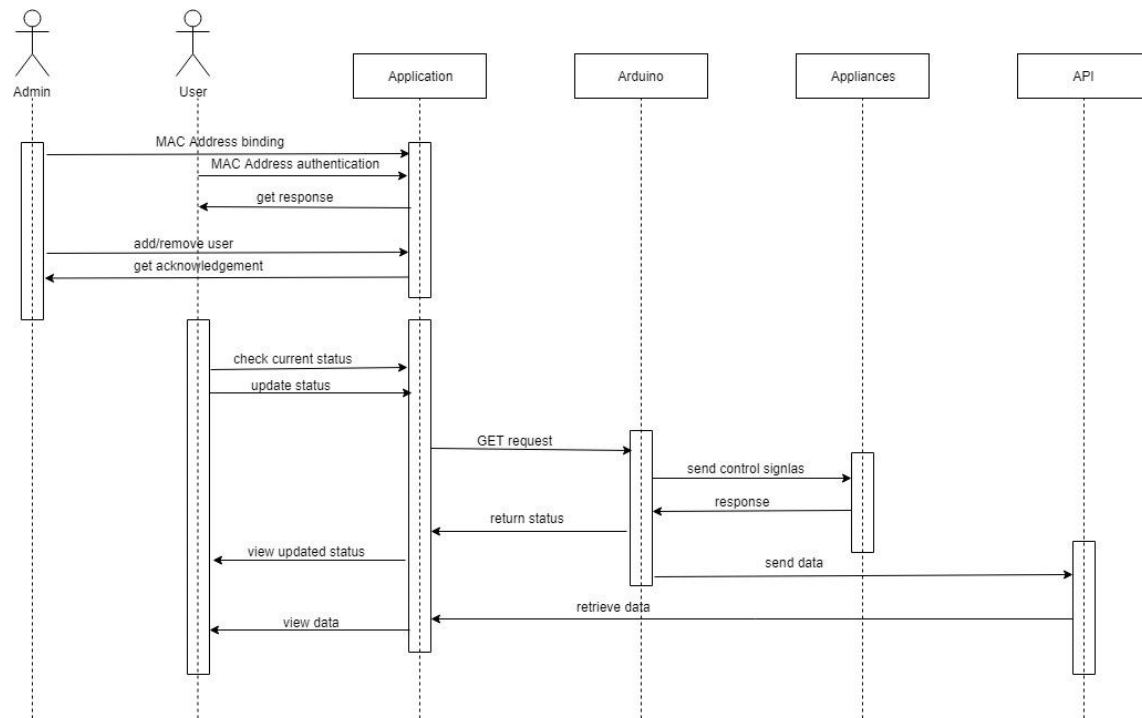 Admin
User
Application
Arduino
Appliances
API
MAC Address binding
MAC Address authentication
get response
add/remove user
get acknowledgement
check current status
update status
GET request
send control signlas
response
return status
view updated status
send data
retrieve data
view data